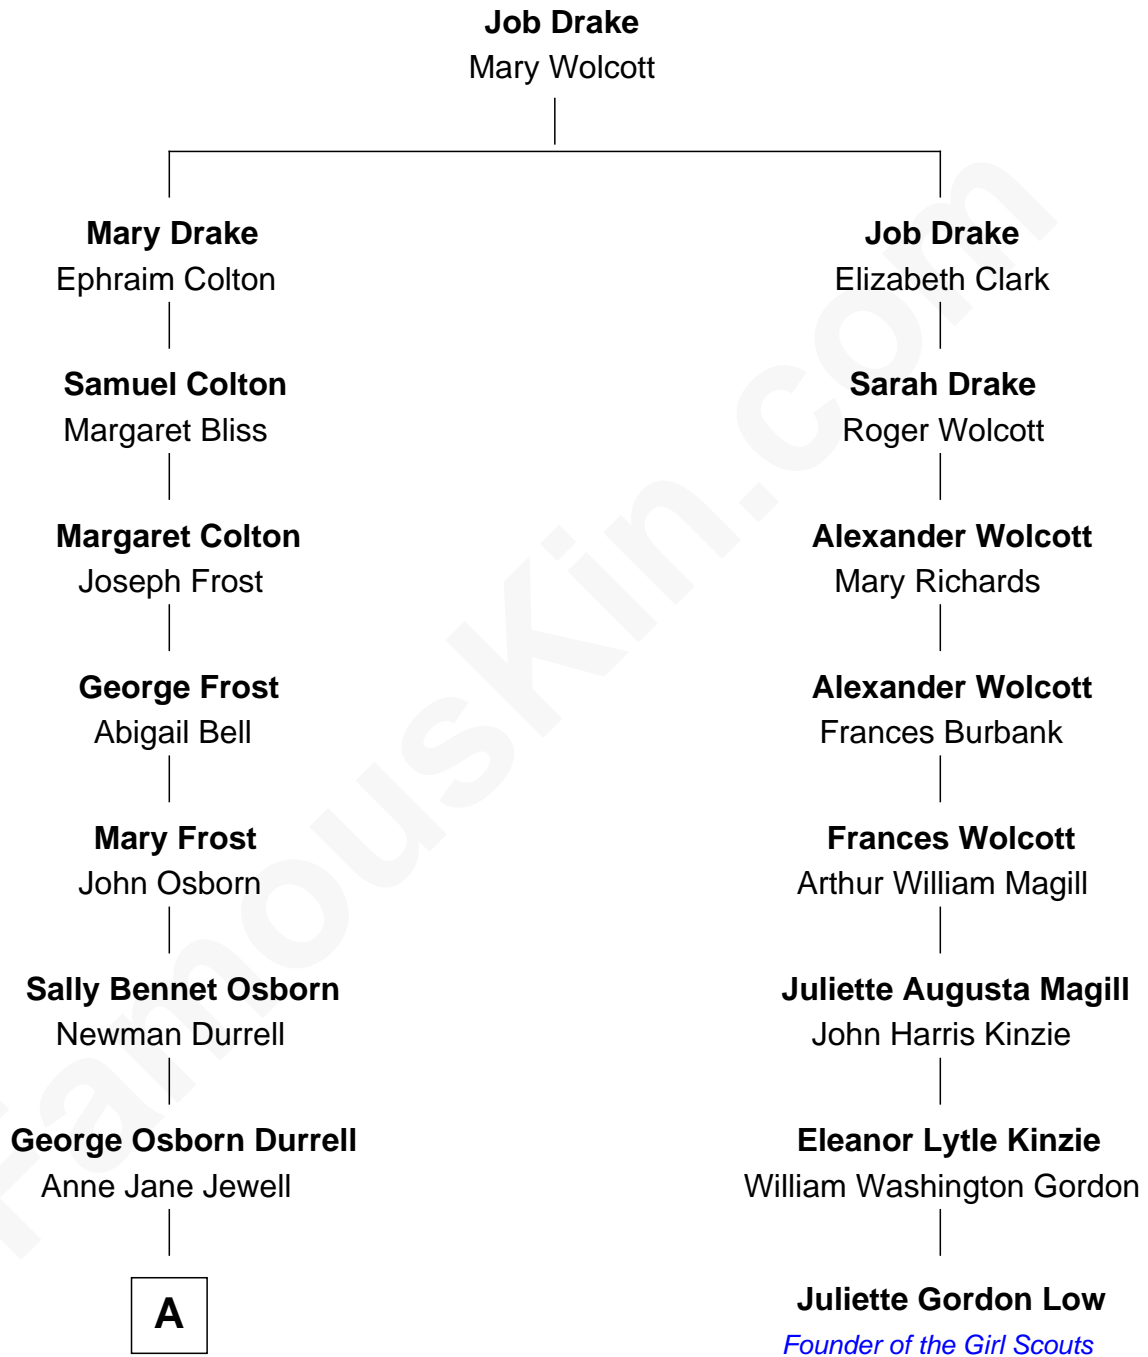 Job Drake
Mary Wolcott
Mary Drake
Ephraim Colton
Job Drake
Elizabeth Clark
Samuel Colton
Margaret Bliss
Sarah Drake
Roger Wolcott
Margaret Colton
Joseph Frost
Alexander Wolcott
Mary Richards
George Frost
Abigail Bell
Alexander Wolcott
Frances Burbank
Mary Frost
John Osborn
Frances Wolcott
Arthur William Magill
Sally Bennet Osborn
Newman Durrell
Juliette Augusta Magill
John Harris Kinzie
George Osborn Durrell
Anne Jane Jewell
Eleanor Lytle Kinzie
William Washington Gordon
A
Juliette Gordon Low
Founder of the Girl Scouts
FamousKin.com